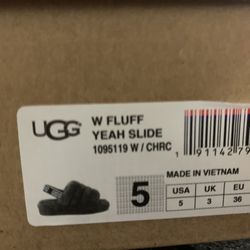 UGG
W FLUFF
YEAH SLIDE
1095119 W / CHRC
1 91142 79
MADE IN VIETNAM
5
USA UK EU
5 3 36